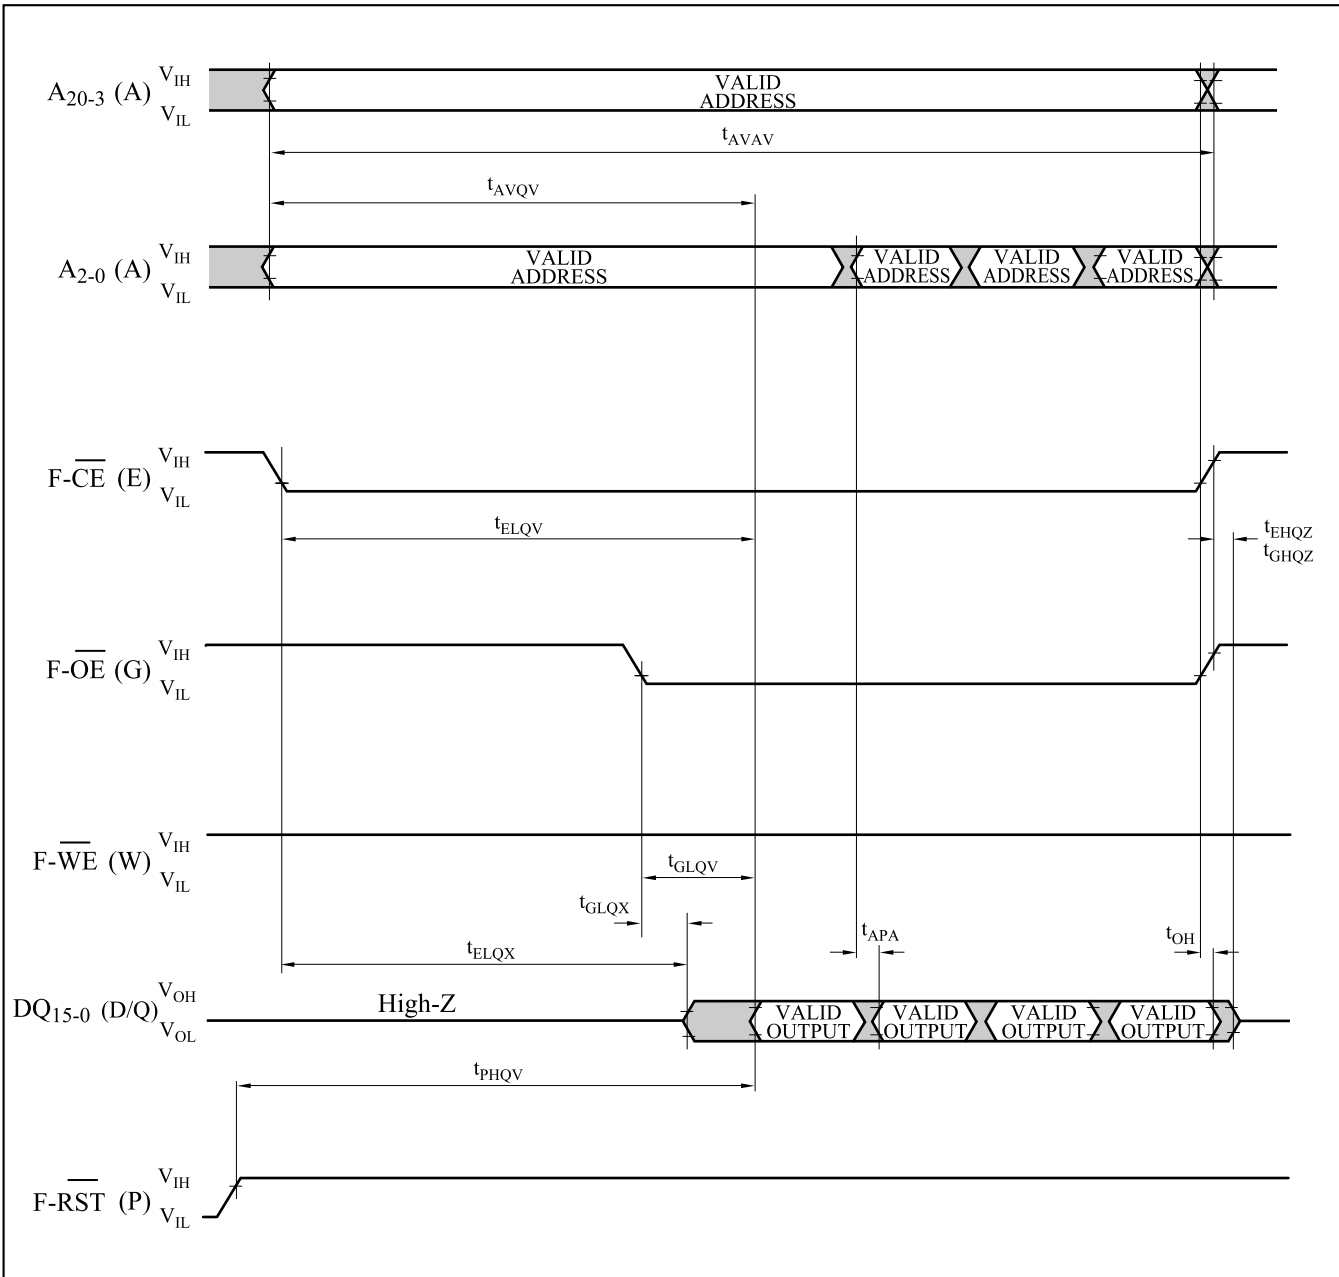 A20-3 (A) VIH VIL
VALID
ADDRESS
tAVAV
tAVQV
A2-0 (A) VIH VIL
VALID
ADDRESS
VALID
ADDRESS
VALID
ADDRESS
VALID
ADDRESS
F-CE (E) VIH VIL
tELQV
tEHQZ
tGHQZ
F-OE (G) VIH VIL
F-WE (W) VIH VIL
tGLQV
tGLQX
tELQX
tAPA
tOH
DQ15-0 (D/Q) VOH VOL
High-Z
VALID
OUTPUT
VALID
OUTPUT
VALID
OUTPUT
VALID
OUTPUT
tPHQV
F-RST (P) VIH VIL